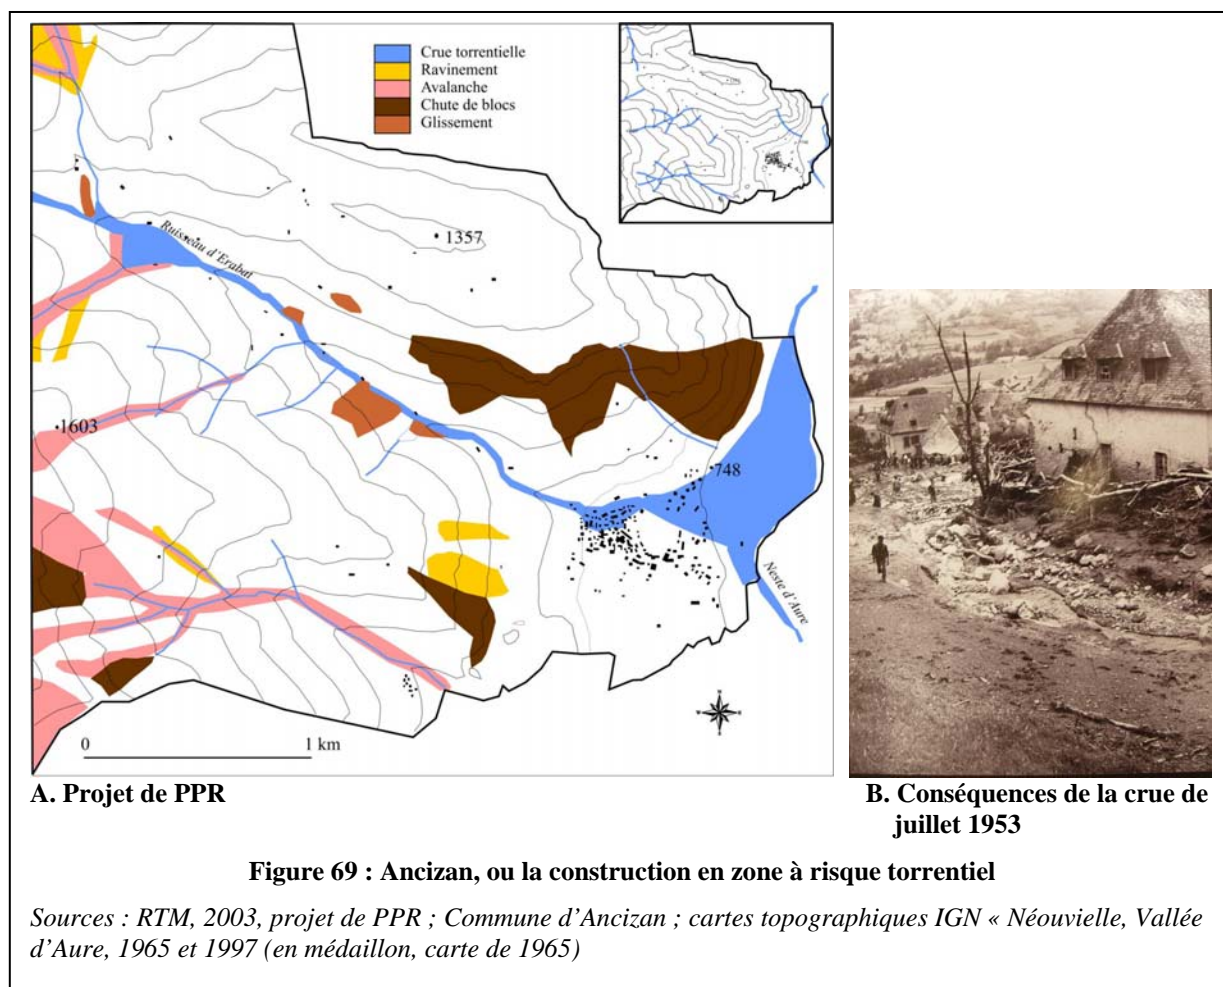 Crue torrentielle
Ravinement
Avalanche
Chute de blocs
Glissement
Ruisseau d'Erabat
1357
1603
748
Neste d'Aure
0 1 km
A. Projet de PPR
B. Conséquences de la crue de
juillet 1953
Figure 69 : Ancizan, ou la construction en zone à risque torrentiel
Sources : RTM, 2003, projet de PPR ; Commune d'Ancizan ; cartes topographiques IGN « Néouvielle, Vallée
d'Aure, 1965 et 1997 (en médaillon, carte de 1965)